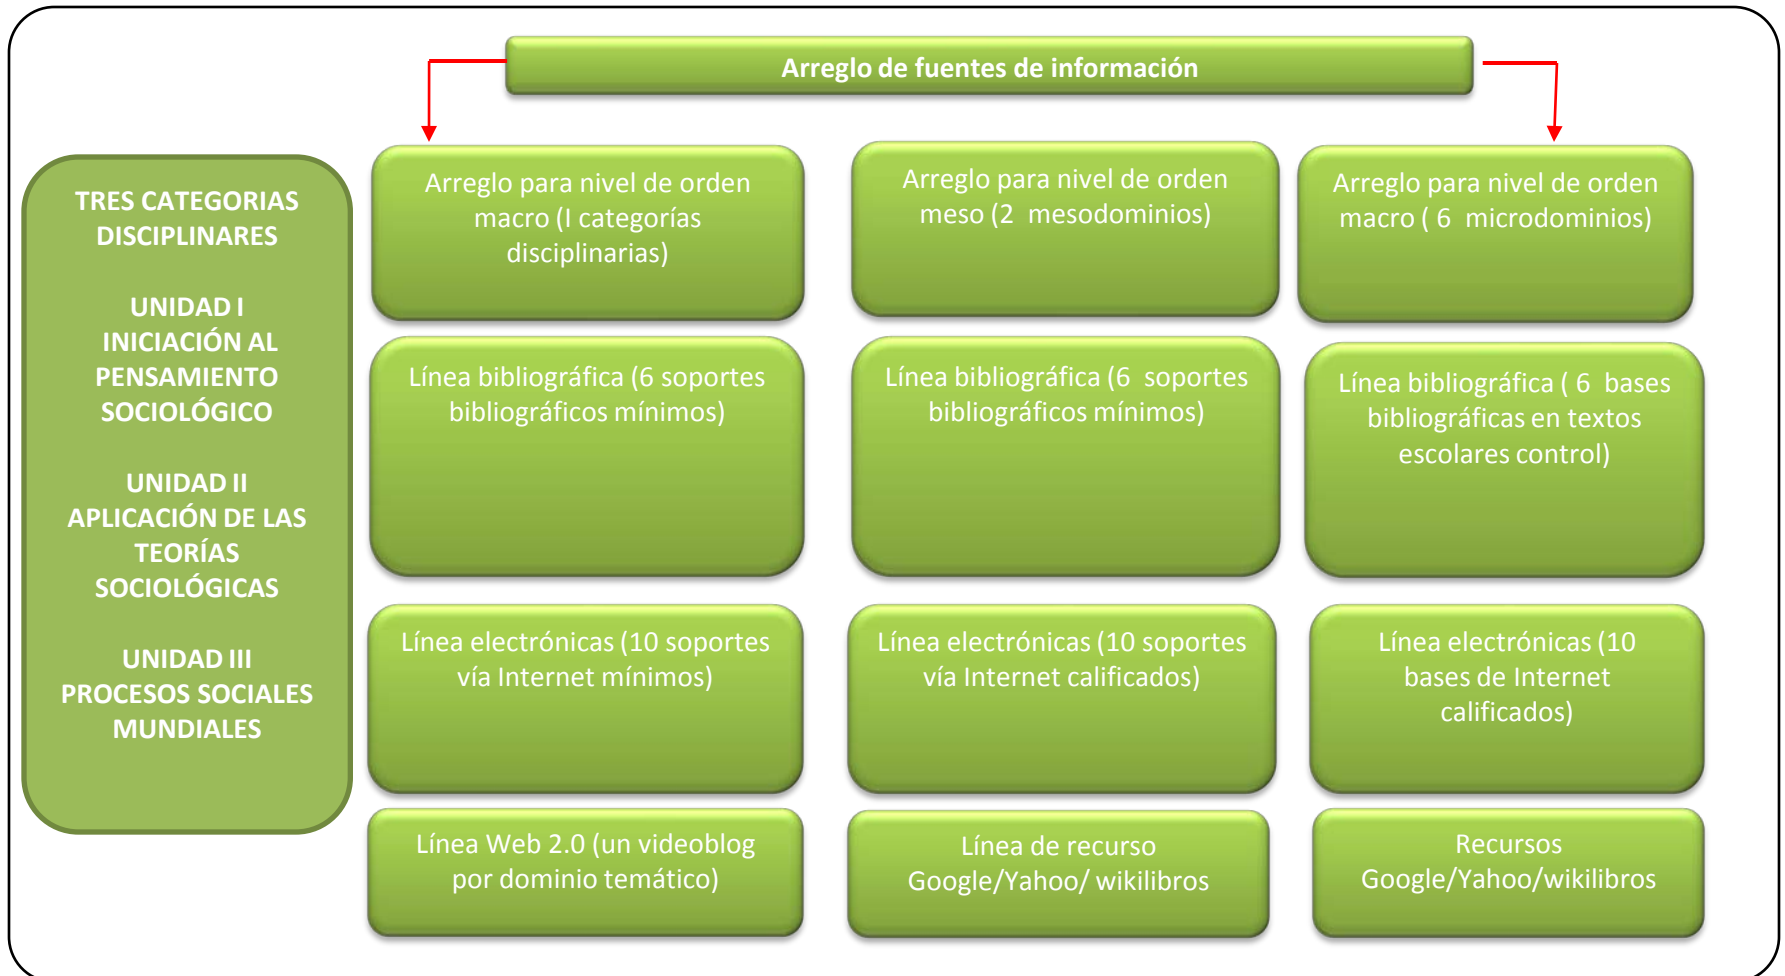 Arreglo de fuentes de información
TRES CATEGORIAS
DISCIPLINARES
UNIDAD I
INICIACIÓN AL
PENSAMIENTO
SOCIOLÓGICO
UNIDAD II
APLICACIÓN DE LAS
TEORÍAS
SOCIOLÓGICAS
UNIDAD III
PROCESOS SOCIALES
MUNDIALES
Arreglo para nivel de orden
macro (I categorías
disciplinarias)
Arreglo para nivel de orden
meso (2 mesodominios)
Arreglo para nivel de orden
macro ( 6 microdominios)
Línea bibliográfica (6 soportes
bibliográficos mínimos)
Línea bibliográfica (6 soportes
bibliográficos mínimos)
Línea bibliográfica ( 6 bases
bibliográficas en textos
escolares control)
Línea electrónicas (10 soportes
vía Internet mínimos)
Línea electrónicas (10 soportes
vía Internet calificados)
Línea electrónicas (10
bases de Internet
calificados)
Línea Web 2.0 (un videoblog
por dominio temático)
Línea de recurso
Google/Yahoo/ wikilibros
Recursos
Google/Yahoo/wikilibros